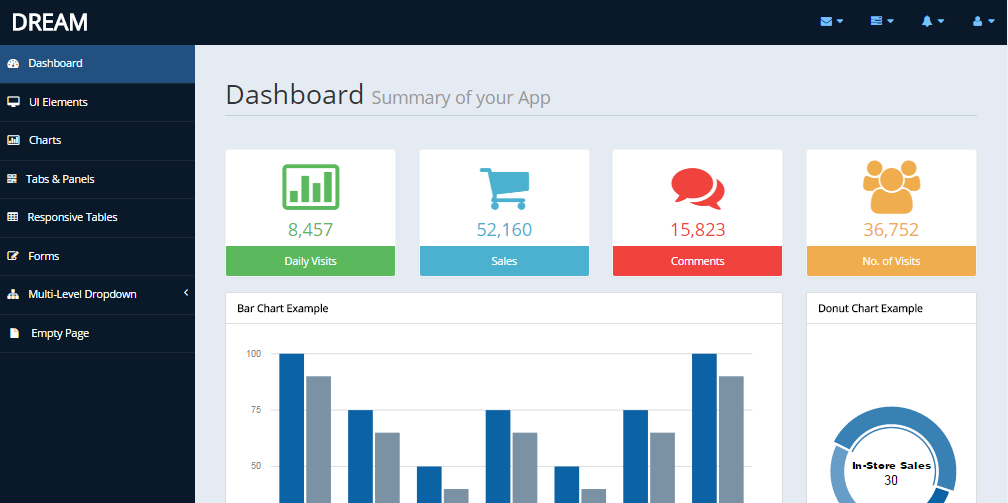 DREAM
Dashboard
UI Elements
Charts
Tabs & Panels
Responsive Tables
Forms
Multi-Level Dropdown
Empty Page
Dashboard Summary of your App
8,457
Daily Visits
52,160
Sales
15,823
Comments
36,752
No. of Visits
Bar Chart Example
100
75
50
Donut Chart Example
In-Store Sales
30